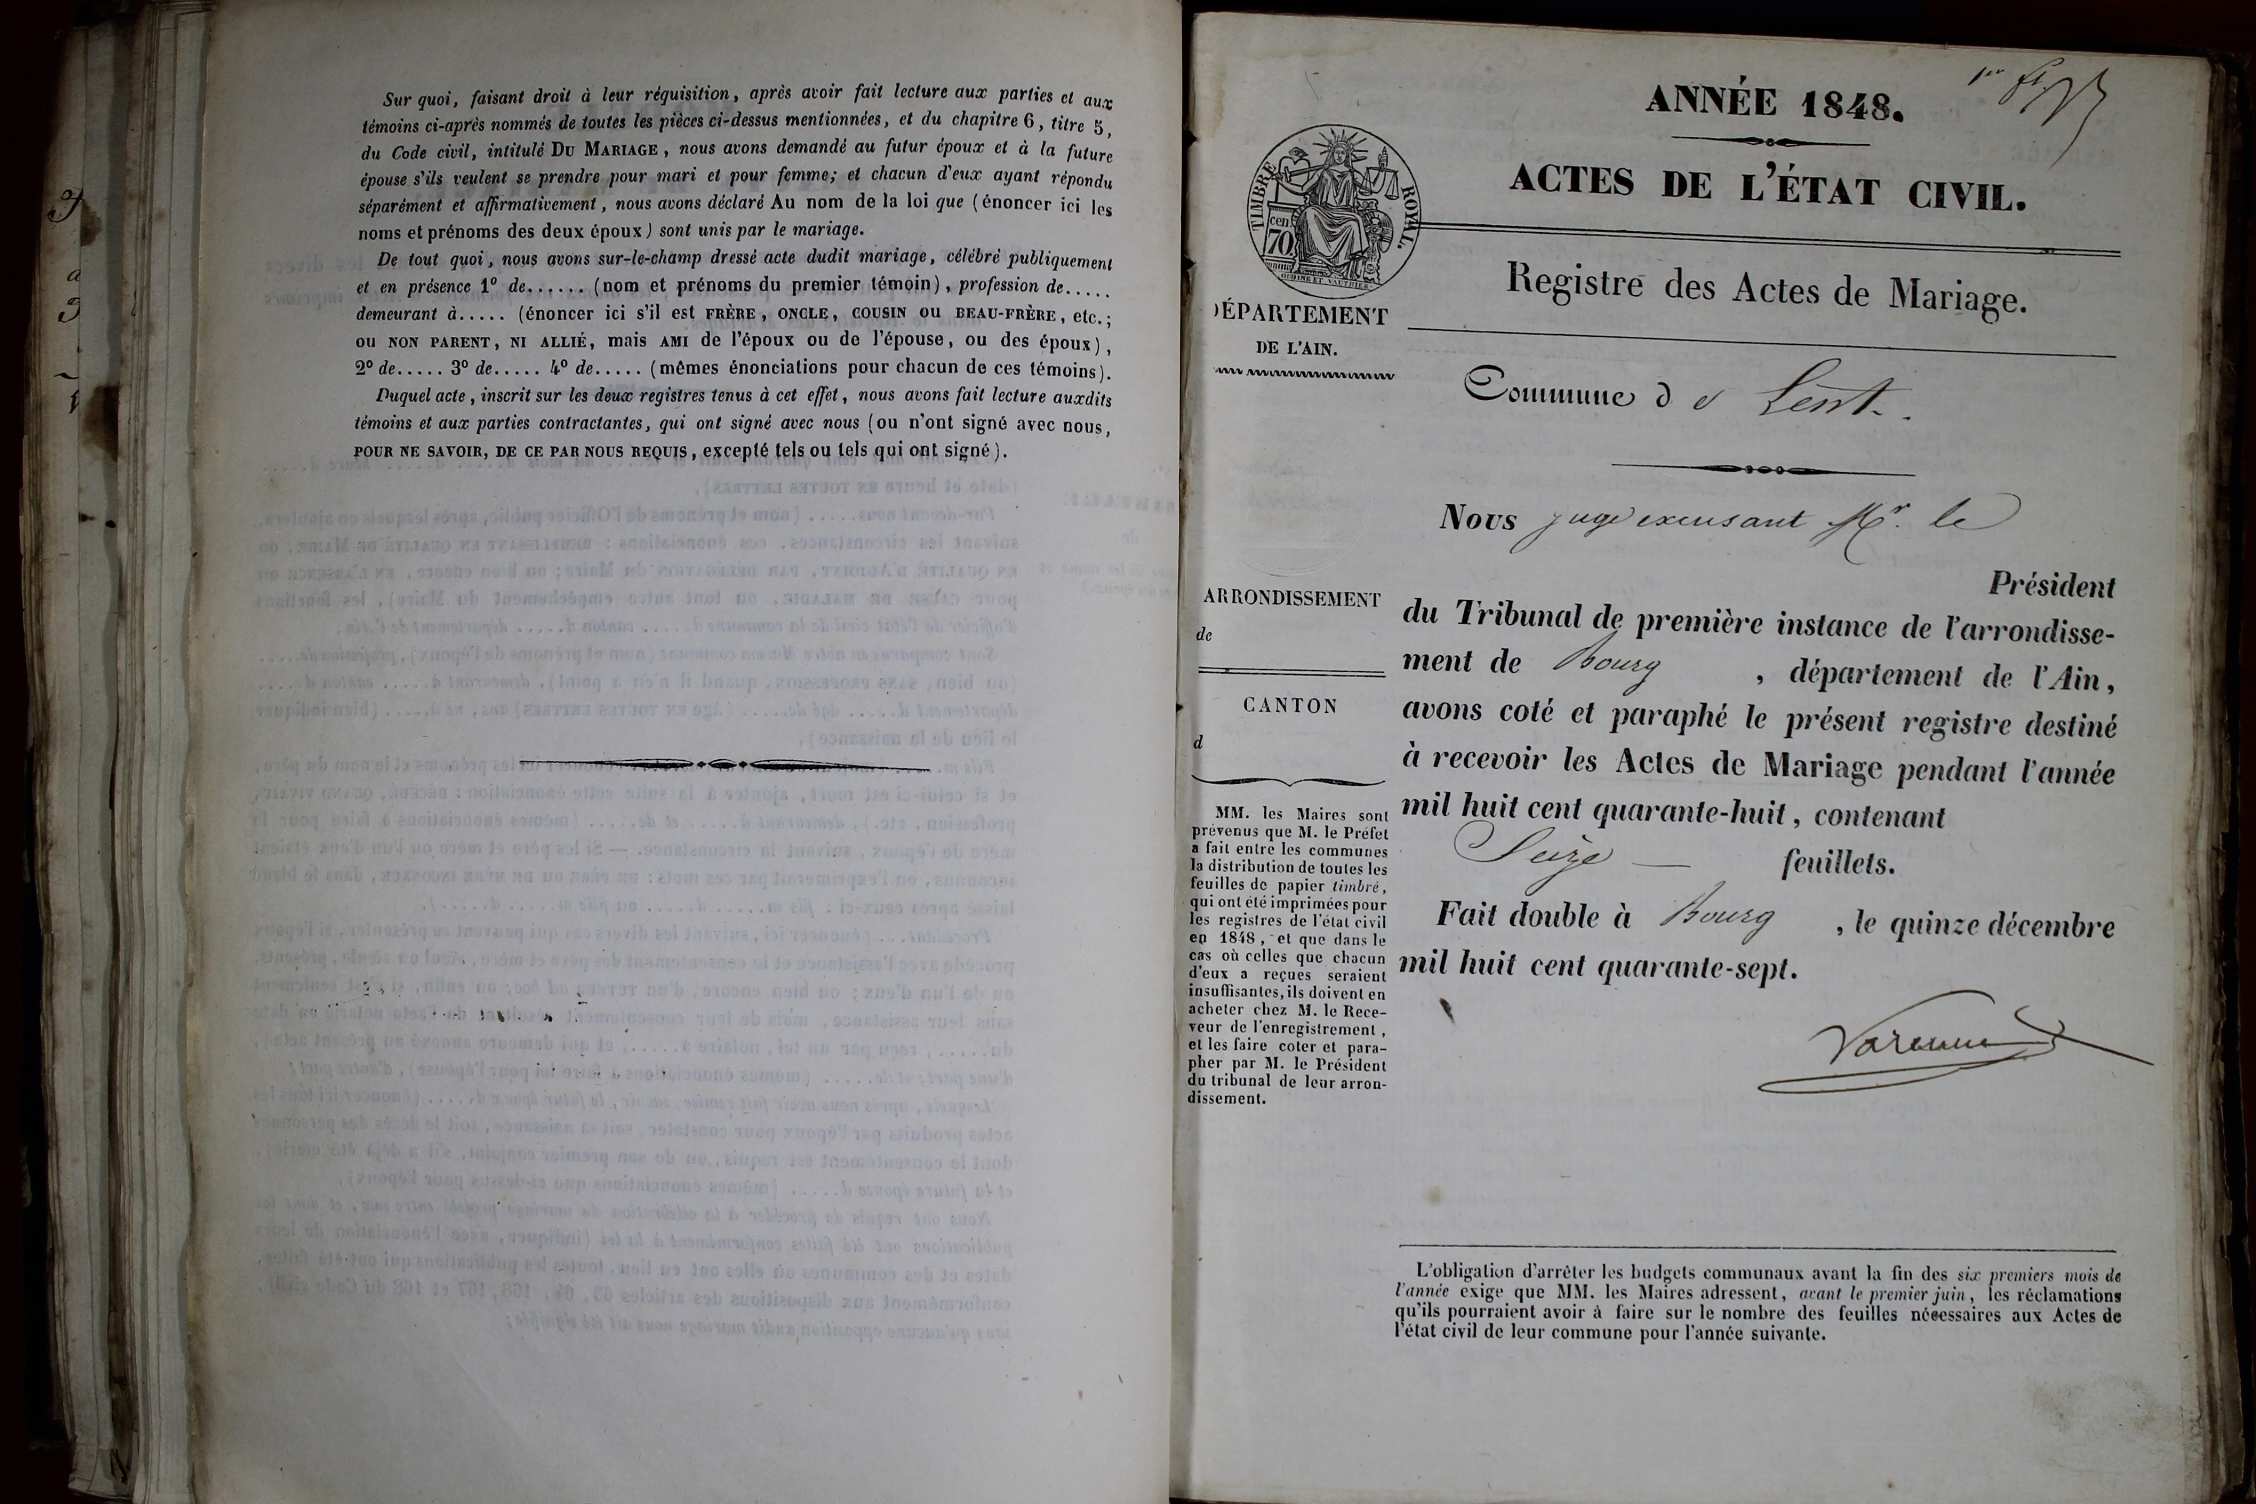 Sur quoi, faisant droit à leur réquisition, après avoir fait lecture aux parties et aux
témoins ci-après nommés de toutes les pièces ci-dessus mentionnées, et du chapitre 6, titre 5,
du Code civil, intitulé DU MARIAGE, nous avons demandé au futur époux et à la future
épouse s'ils veulent se prendre pour mari et pour femme; et chacun d'eux ayant répondu
séparément et affirmativement, nous avons déclaré Au nom de la loi que (énoncer ici les
noms et prénoms des deux époux) sont unis par le mariage.
De tout quoi, nous avons sur-le-champ dressé acte dudit mariage, célébré publiquement
et en présence 1º de...... (nom et prénoms du premier témoin), profession de.....
demeurant à..... (énoncer ici s'il est FRÈRE, ONCLE, COUSIN OU BEAU-FRÈRE, etc.;
OU NON PARENT, NI ALLIÉ, mais AMI de l'époux ou de l'épouse, ou des époux),
2º de..... 3º de..... 4º de..... (mêmes énonciations pour chacun de ces témoins).
Duquel acte, inscrit sur les deux registres tenus à cet effet, nous avons fait lecture auxdits
témoins et aux parties contractantes, qui ont signé avec nous (ou n'ont signé avec nous,
POUR NE SAVOIR, DE CE PAR NOUS REQUIS, excepté tels ou tels qui ont signé).
1er
ANNÉE 1848.
ACTES DE L'ÉTAT CIVIL.
TIMBRE ROYAL.
cen.
70
Registre des Actes de Mariage.
DÉPARTEMENT
DE L'AIN.
Commune de Lent.
Nous juge excusant Mr. le
Président
du Tribunal de première instance de l'arrondisse-
ment de Bourg, département de l'Ain,
avons coté et paraphé le présent registre destiné
à recevoir les Actes de Mariage pendant l'année
mil huit cent quarante-huit, contenant
Seize — feuillets.
Fait double à Bourg, le quinze décembre
mil huit cent quarante-sept.
ARRONDISSEMENT
de
CANTON
d
MM. les Maires sont
prévenus que M. le Préfet
a fait entre les communes
la distribution de toutes les
feuilles de papier timbré,
qui ont été imprimées pour
les registres de l'état civil
en 1848, et que dans le
cas où celles que chacun
d'eux a reçues seraient
insuffisantes, ils doivent en
acheter chez M. le Rece-
veur de l'enregistrement,
et les faire coter et para-
pher par M. le Président
du tribunal de leur arron-
dissement.
L'obligation d'arrêter les budgets communaux avant la fin des six premiers mois de
l'année exige que MM. les Maires adressent, avant le premier juin, les réclamations
qu'ils pourraient avoir à faire sur le nombre des feuilles nécessaires aux Actes de
l'état civil de leur commune pour l'année suivante.